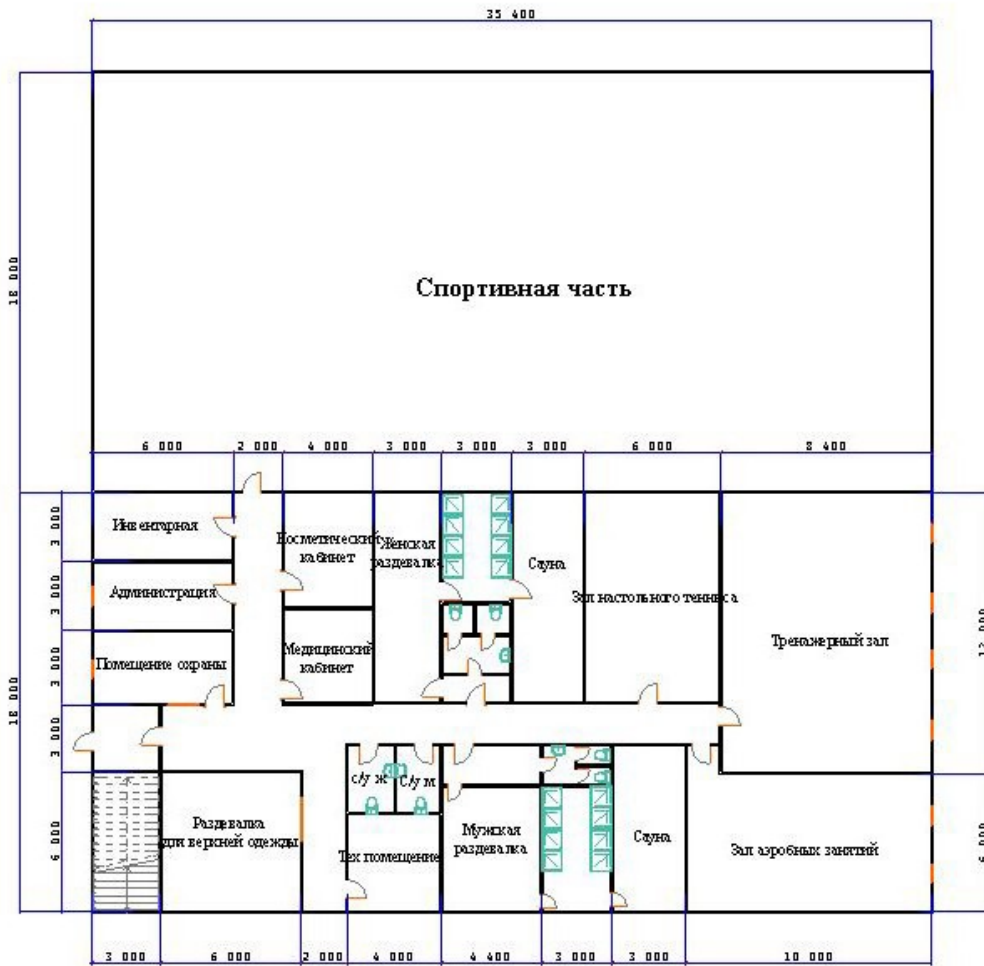 35 400
18 000
Спортивная часть
6 000
2 000
4 000
3 000
3 000
3 000
6 000
8 400
3 000
Инвентарная
Косметический
кабинет
Женская
раздевалка
Сауна
Зал настольного тенниса
3 000
Администрация
12 000
Тренажерный зал
3 000
Помещение охраны
Медицинский
кабинет
18 000
3 000
с/у ж
с/у м
6 000
Раздевалка
для верхней одежды
Тех помещение
Мужская
раздевалка
Сауна
Зал аэробных занятий
6 000
3 000
6 000
2 000
4 000
4 400
3 000
3 000
10 000